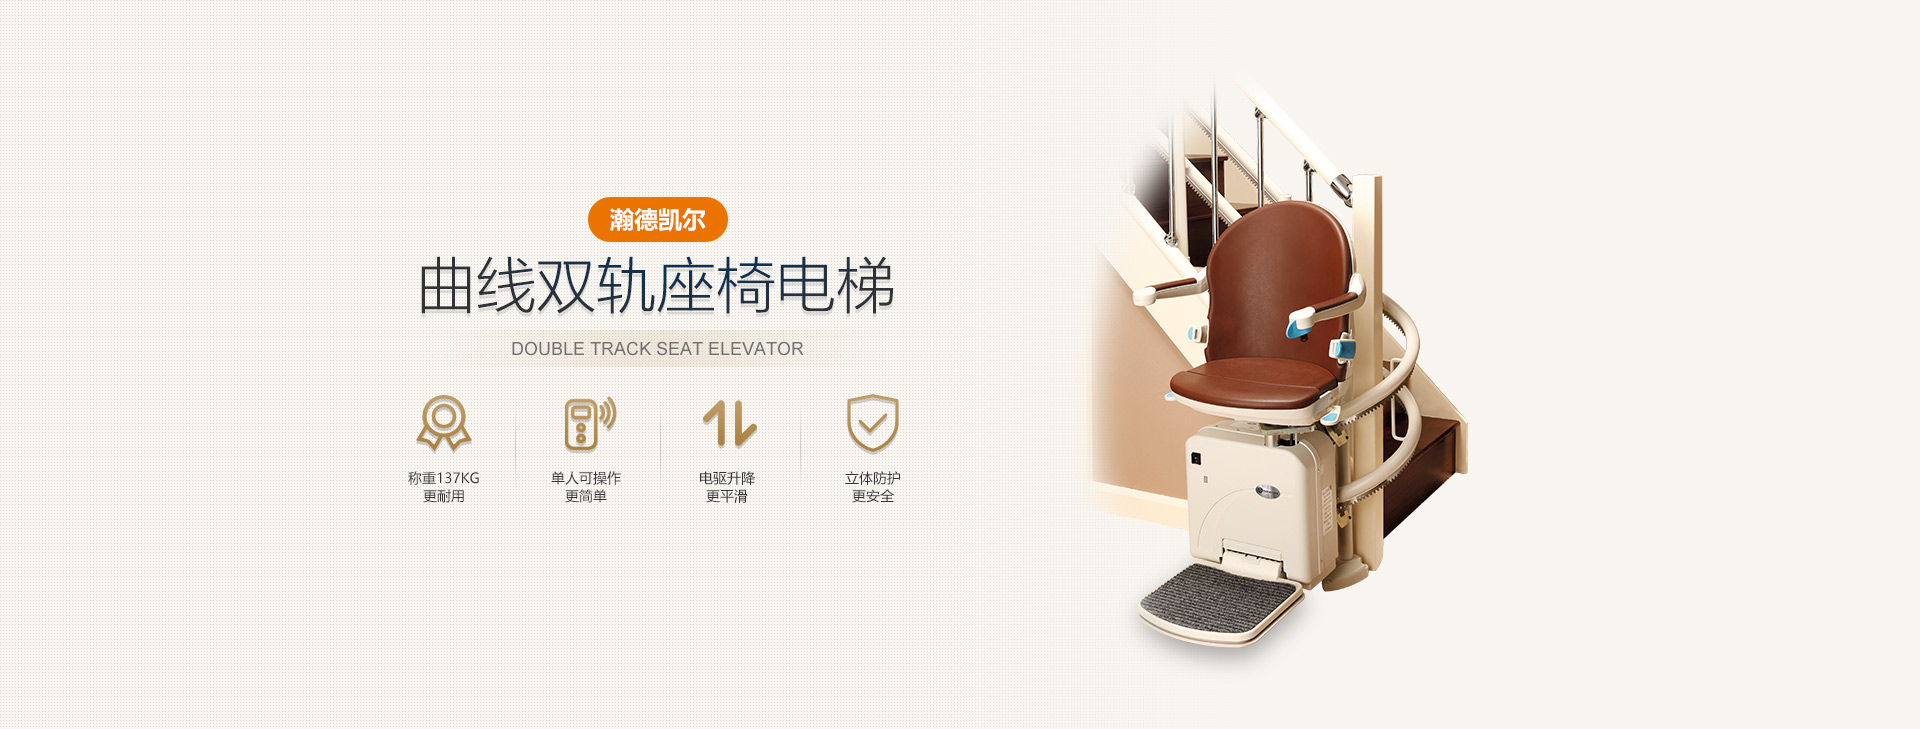 瀚德凯尔
曲线双轨座椅电梯
DOUBLE TRACK SEAT ELEVATOR
称重137KG
更耐用
单人可操作
更简单
电驱升降
更平滑
立体防护
更安全